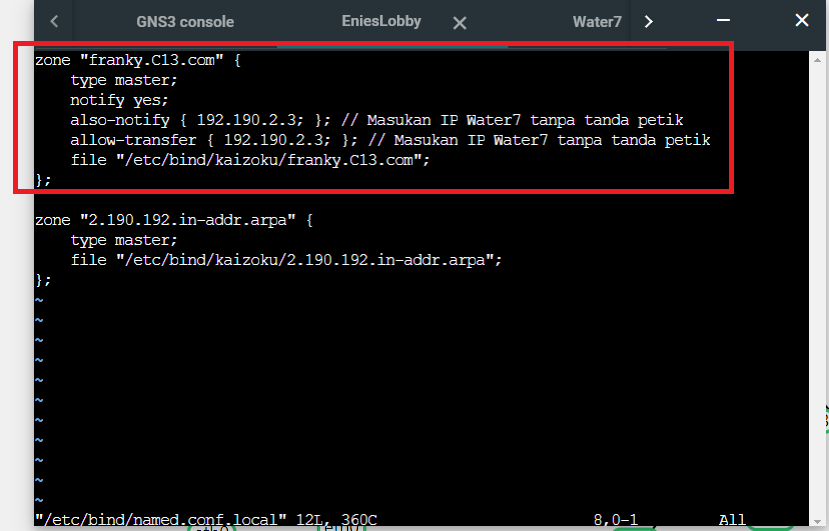 GNS3 console EniesLobby Water7
zone "franky.C13.com" {
    type master;
    notify yes;
    also-notify { 192.190.2.3; }; // Masukan IP Water7 tanpa tanda petik
    allow-transfer { 192.190.2.3; }; // Masukan IP Water7 tanpa tanda petik
    file "/etc/bind/kaizoku/franky.C13.com";
};
zone "2.190.192.in-addr.arpa" {
    type master;
    file "/etc/bind/kaizoku/2.190.192.in-addr.arpa";
};
~
~
~
~
~
~
~
~
~
~
~
"/etc/bind/named.conf.local" 12L, 360C 8,0-1 All